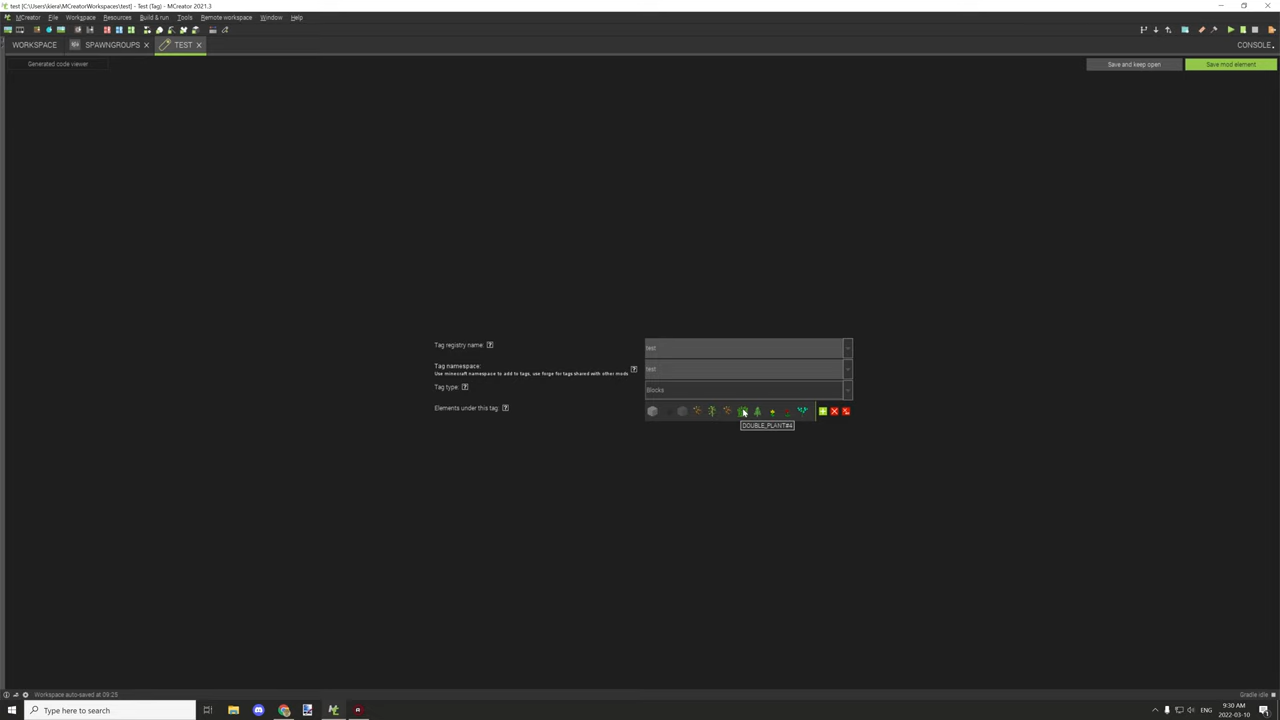 test [C:\Users\kiera\MCreatorWorkspaces\test] - Test (Tag) - MCreator 2021.3
MCreator File Workspace Resources Build & run Tools Remote workspace Window Help
WORKSPACE SPAWNGROUPS TEST CONSOLE
Generated code viewer Save and keep open Save mod element
Tag registry name: test
Tag namespace: test
Use minecraft namespace to add to tags, use forge for tags shared with other mods
Tag type: Blocks
Elements under this tag:
DOUBLE_PLANT#4
Workspace auto-saved at 09:25 Gradle idle
Type here to search ENG 9:30 AM
2022-03-10